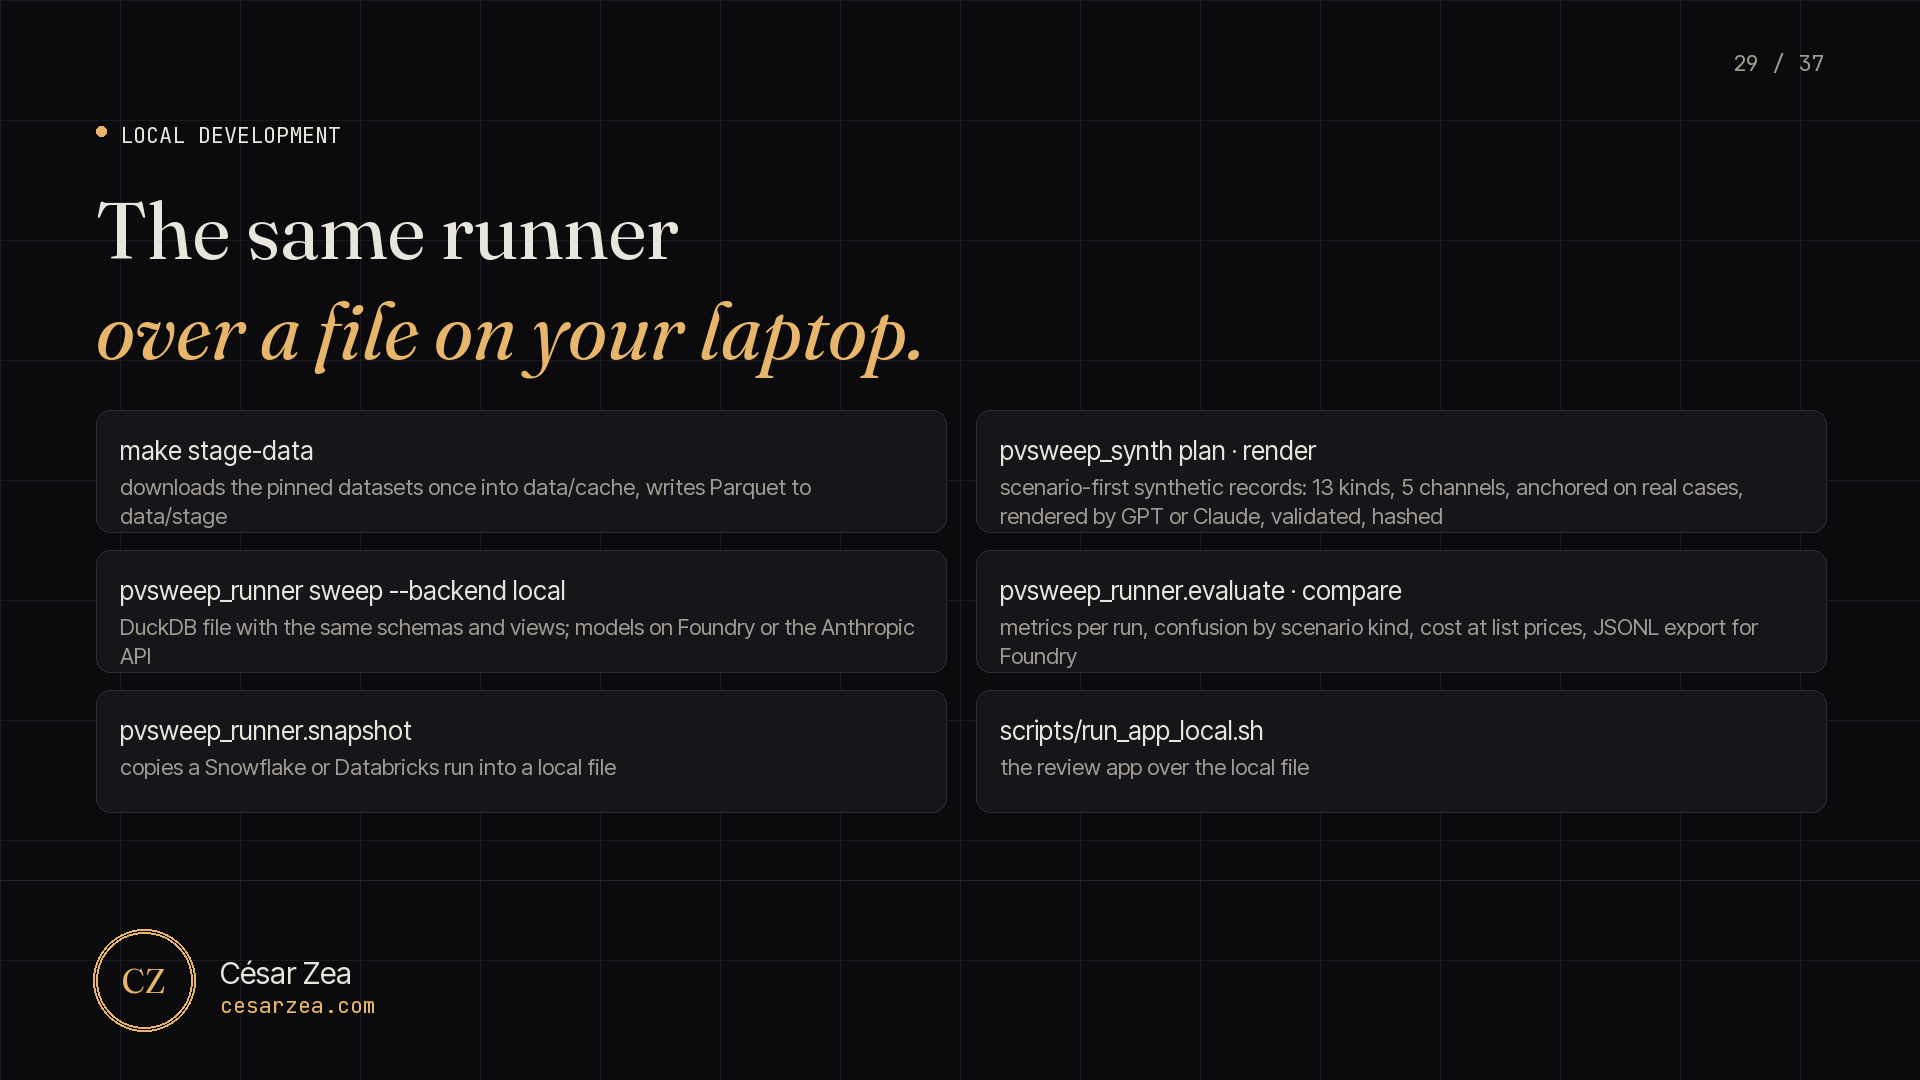 29 / 37
LOCAL DEVELOPMENT
The same runner
over a file on your laptop.
make stage-data
downloads the pinned datasets once into data/cache, writes Parquet to
data/stage
pvsweep_synth plan · render
scenario-first synthetic records: 13 kinds, 5 channels, anchored on real cases,
rendered by GPT or Claude, validated, hashed
pvsweep_runner sweep --backend local
DuckDB file with the same schemas and views; models on Foundry or the Anthropic
API
pvsweep_runner.evaluate · compare
metrics per run, confusion by scenario kind, cost at list prices, JSONL export for
Foundry
pvsweep_runner.snapshot
copies a Snowflake or Databricks run into a local file
scripts/run_app_local.sh
the review app over the local file
CZ
César Zea
cesarzea.com